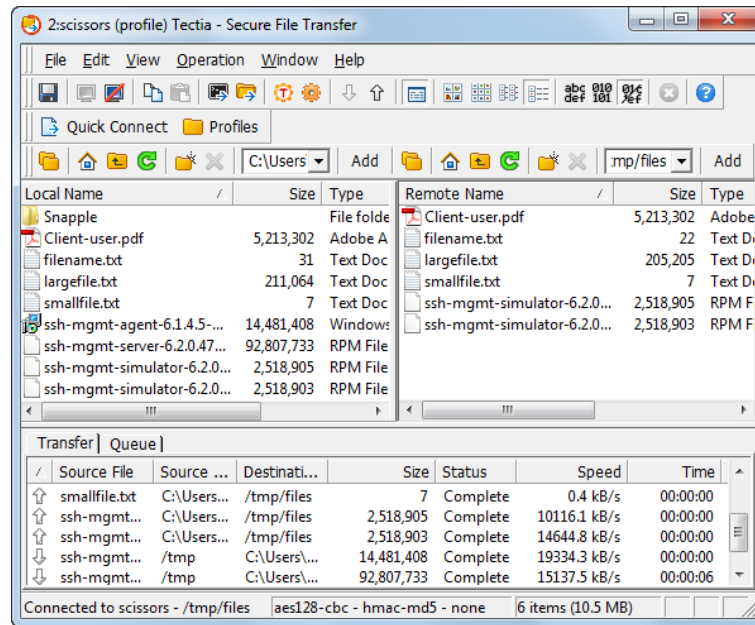 2:scissors (profile) Tectia - Secure File Transfer
File Edit View Operation Window Help
abc def 010 101
Quick Connect Profiles
C:\Users Add :mp/files Add
Local Name / Size Type Remote Name / Size Type
Snapple File folde Client-user.pdf 5,213,302 Adobe
Client-user.pdf 5,213,302 Adobe A filename.txt 22 Text D
filename.txt 31 Text Doc largefile.txt 205,205 Text D
largefile.txt 211,064 Text Doc smallfile.txt 7 Text D
smallfile.txt 7 Text Doc ssh-mgmt-simulator-6.2.0... 2,518,905 RPM F
ssh-mgmt-agent-6.1.4.5-... 14,481,408 Windows ssh-mgmt-simulator-6.2.0... 2,518,903 RPM F
ssh-mgmt-server-6.2.0.47... 92,807,733 RPM File
ssh-mgmt-simulator-6.2.0... 2,518,905 RPM File
ssh-mgmt-simulator-6.2.0... 2,518,903 RPM File
Transfer Queue
/ Source File Source ... Destinati... Size Status Speed Time
smallfile.txt C:\Users... /tmp/files 7 Complete 0.4 kB/s 00:00:00
ssh-mgmt... C:\Users... /tmp/files 2,518,905 Complete 10116.1 kB/s 00:00:00
ssh-mgmt... C:\Users... /tmp/files 2,518,903 Complete 14644.8 kB/s 00:00:00
ssh-mgmt... /tmp C:\Users\... 14,481,408 Complete 19334.3 kB/s 00:00:00
ssh-mgmt... /tmp C:\Users\... 92,807,733 Complete 15137.5 kB/s 00:00:06
Connected to scissors - /tmp/files aes128-cbc - hmac-md5 - none 6 items (10.5 MB)